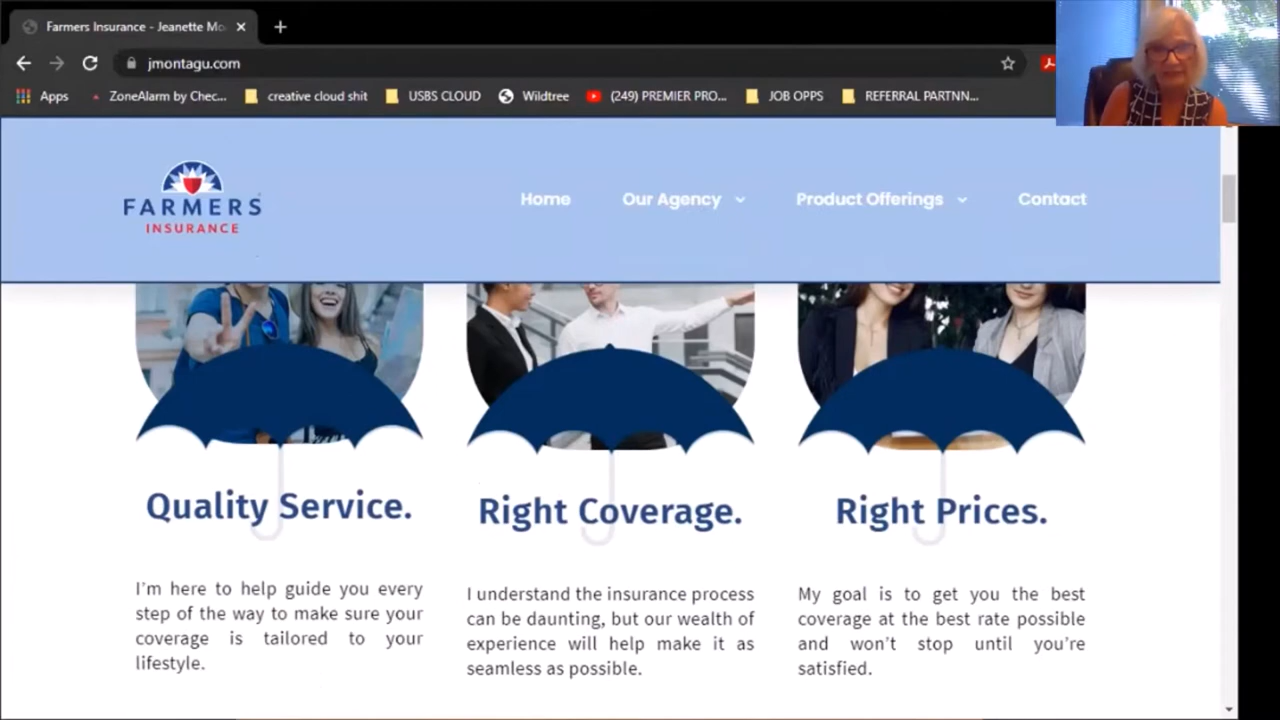 Farmers Insurance - Jeanette Mo
jmontagu.com
Apps ZoneAlarm by Chec... creative cloud shit USBS CLOUD Wildtree (249) PREMIER PRO... JOB OPPS REFERRAL PARTNN...
FARMERS
INSURANCE
Home Our Agency Product Offerings Contact
Quality Service.
I'm here to help guide you every
step of the way to make sure your
coverage is tailored to your
lifestyle.
Right Coverage.
I understand the insurance process
can be daunting, but our wealth of
experience will help make it as
seamless as possible.
Right Prices.
My goal is to get you the best
coverage at the best rate possible
and won't stop until you're
satisfied.